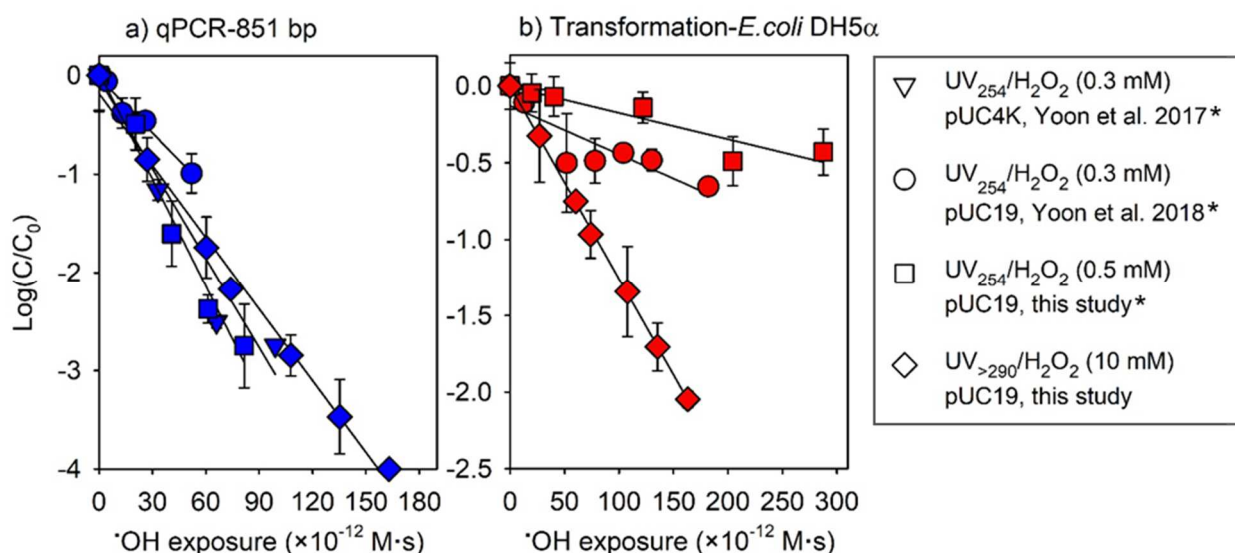 a) qPCR-851 bp
0
-1
-2
-3
-4
Log(C/C₀)
0 30 60 90 120 150 180
•OH exposure (×10⁻¹² M·s)
b) Transformation-E.coli DH5α
0.0
-0.5
-1.0
-1.5
-2.0
-2.5
0 50 100 150 200 250 300
•OH exposure (×10⁻¹² M·s)
UV₂₅₄/H₂O₂ (0.3 mM)
pUC4K, Yoon et al. 2017*
UV₂₅₄/H₂O₂ (0.3 mM)
pUC19, Yoon et al. 2018*
UV₂₅₄/H₂O₂ (0.5 mM)
pUC19, this study*
UV>₂₉₀/H₂O₂ (10 mM)
pUC19, this study